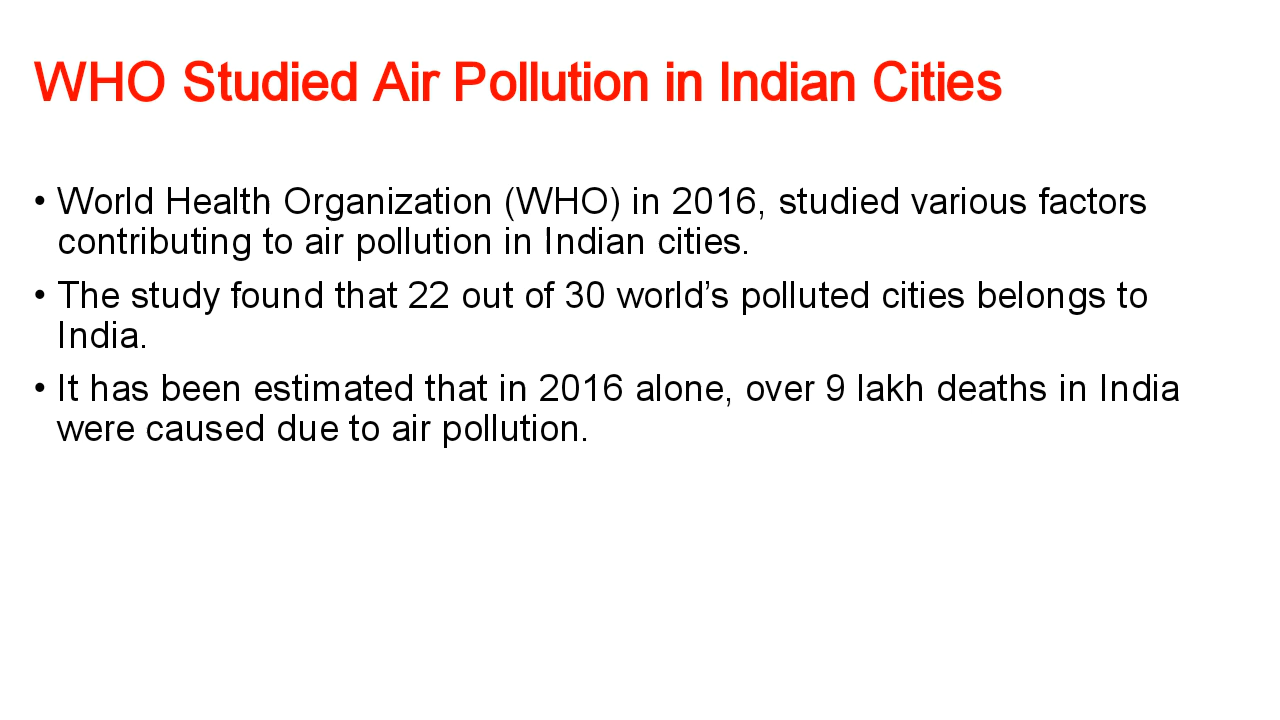 WHO Studied Air Pollution in Indian Cities
• World Health Organization (WHO) in 2016, studied various factors
contributing to air pollution in Indian cities.
• The study found that 22 out of 30 world’s polluted cities belongs to
India.
• It has been estimated that in 2016 alone, over 9 lakh deaths in India
were caused due to air pollution.